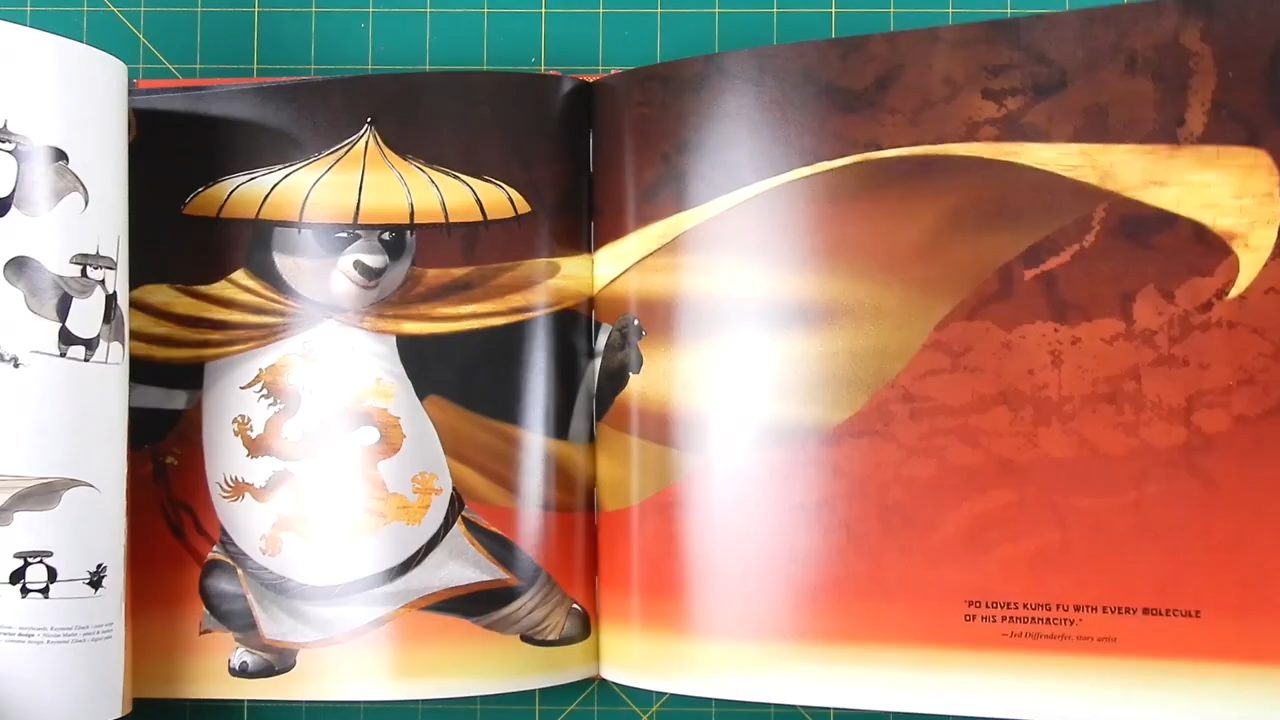 "PO LOVES KUNG FU WITH EVERY MOLECULE
OF HIS PANDANACITY."
—Jed Diffenderfer, story artist